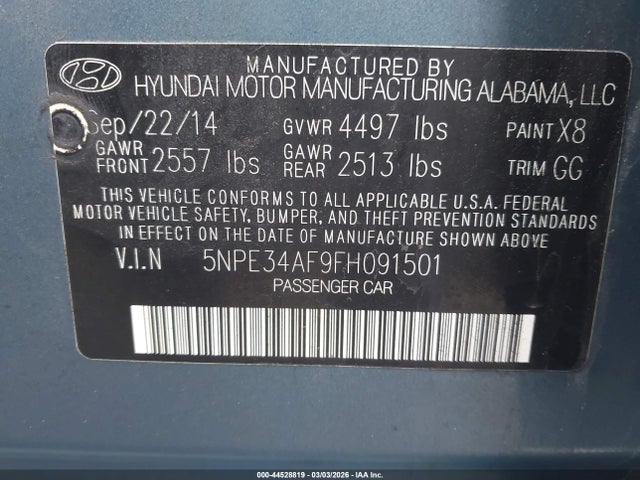 MANUFACTURED BY
HYUNDAI MOTOR MANUFACTURING ALABAMA, LLC
Sep/22/14 GVWR 4497 lbs PAINT X8
GAWR FRONT 2557 lbs GAWR REAR 2513 lbs TRIM GG
THIS VEHICLE CONFORMS TO ALL APPLICABLE U.S.A. FEDERAL
MOTOR VEHICLE SAFETY, BUMPER, AND THEFT PREVENTION STANDARDS
IN EFFECT ON THE DATE OF MANUFACTURE SHOWN ABOVE.
V.I.N 5NPE34AF9FH091501
PASSENGER CAR
000-44528819 - 03/03/2026 - IAA Inc.